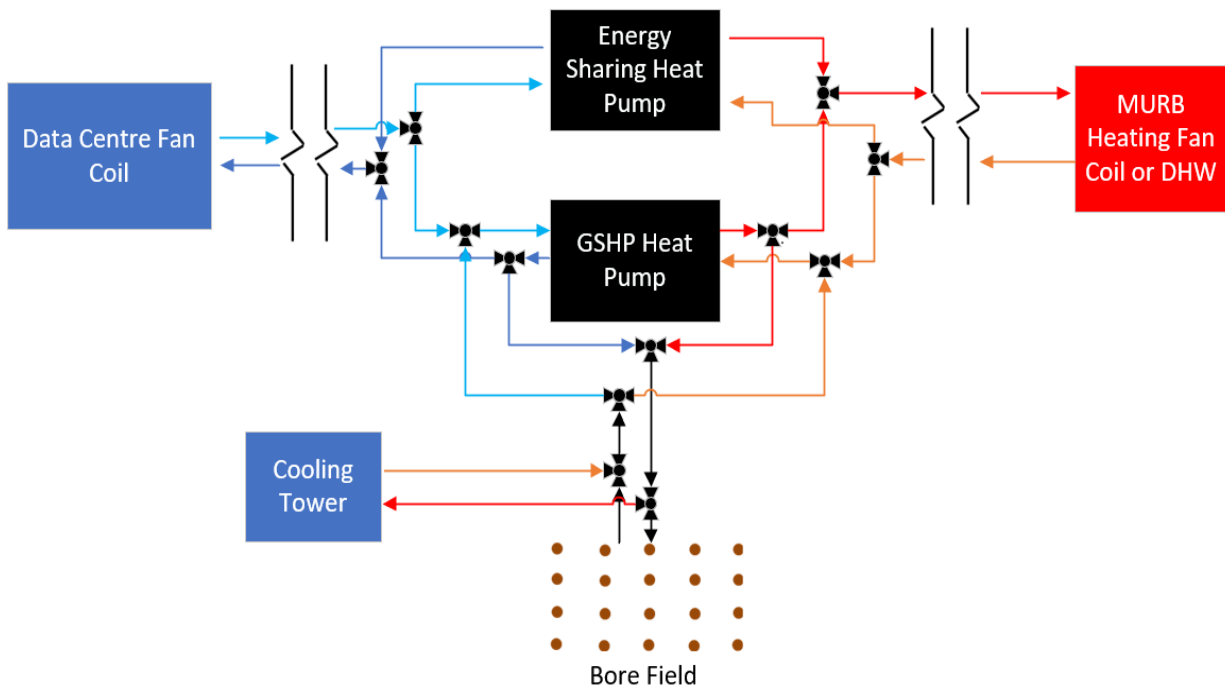 Energy
Sharing Heat
Pump
Data Centre Fan
Coil
MURB
Heating Fan
Coil or DHW
GSHP Heat
Pump
Cooling
Tower
Bore Field